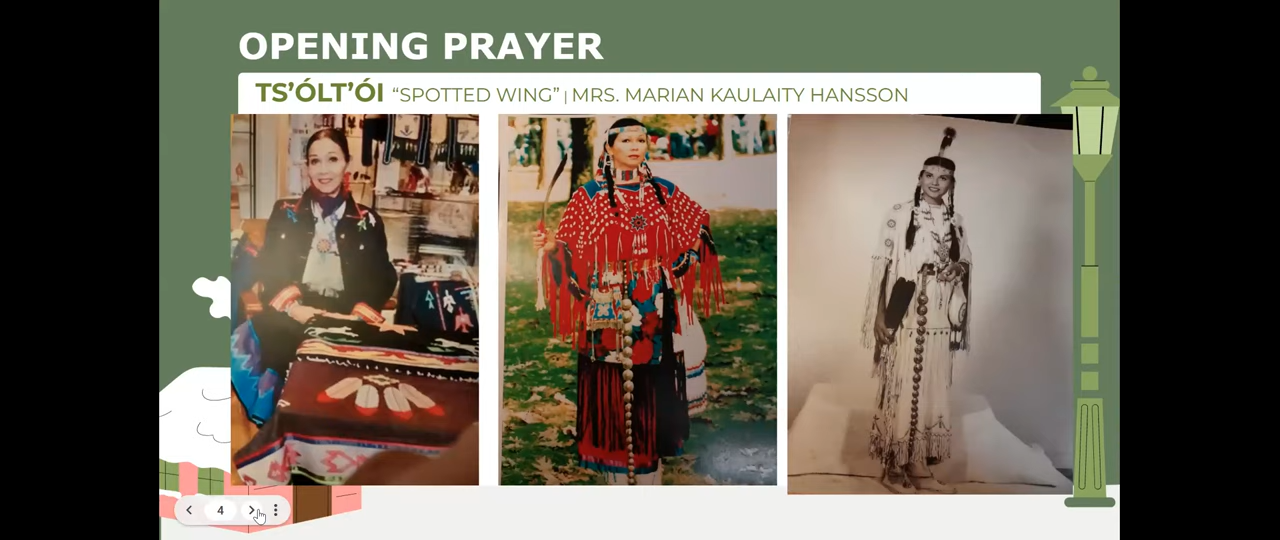 OPENING PRAYER
TS’ÓLT’ÓI “SPOTTED WING” | MRS. MARIAN KAULAITY HANSSON
4